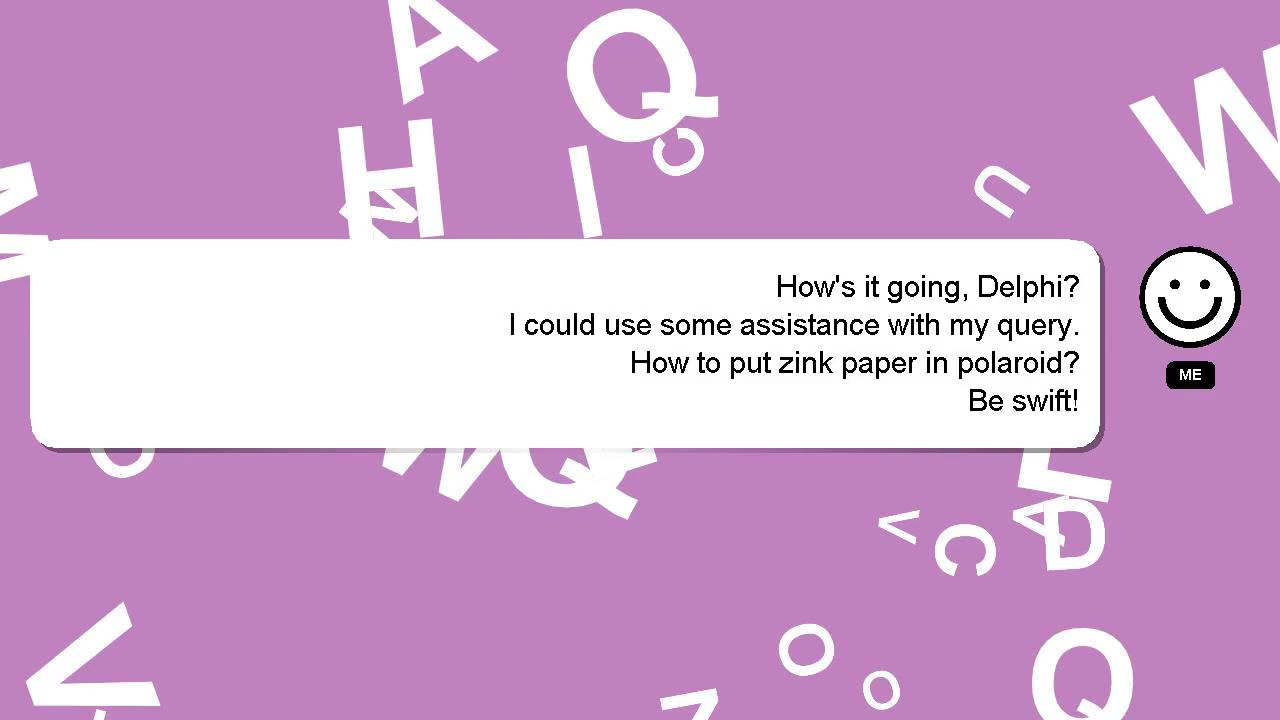 How's it going, Delphi?
I could use some assistance with my query.
How to put zink paper in polaroid?
Be swift!
ME